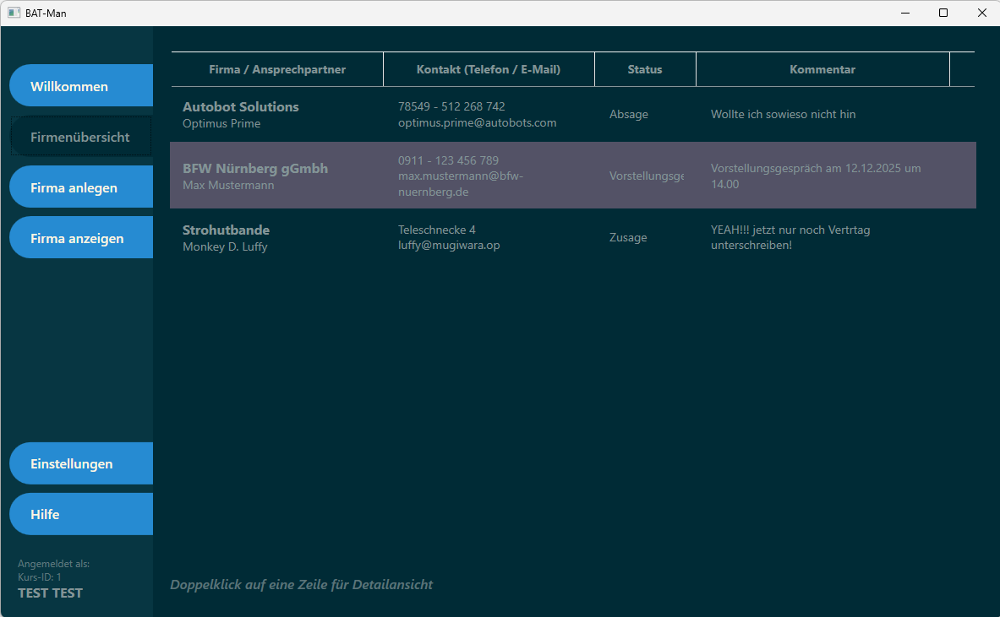 BAT-Man
Willkommen
Firmenübersicht
Firma anlegen
Firma anzeigen
Einstellungen
Hilfe
Angemeldet als:
Kurs-ID: 1
TEST TEST
Firma / Ansprechpartner Kontakt (Telefon / E-Mail) Status Kommentar
Autobot Solutions
Optimus Prime
78549 - 512 268 742
optimus.prime@autobots.com
Absage
Wollte ich sowieso nicht hin
BFW Nürnberg gGmbh
Max Mustermann
0911 - 123 456 789
max.mustermann@bfw-
nuernberg.de
Vorstellungsge
Vorstellungsgespräch am 12.12.2025 um
14.00
Strohutbande
Monkey D. Luffy
Teleschnecke 4
luffy@mugiwara.op
Zusage
YEAH!!! jetzt nur noch Vertrtag
unterschreiben!
Doppelklick auf eine Zeile für Detailansicht